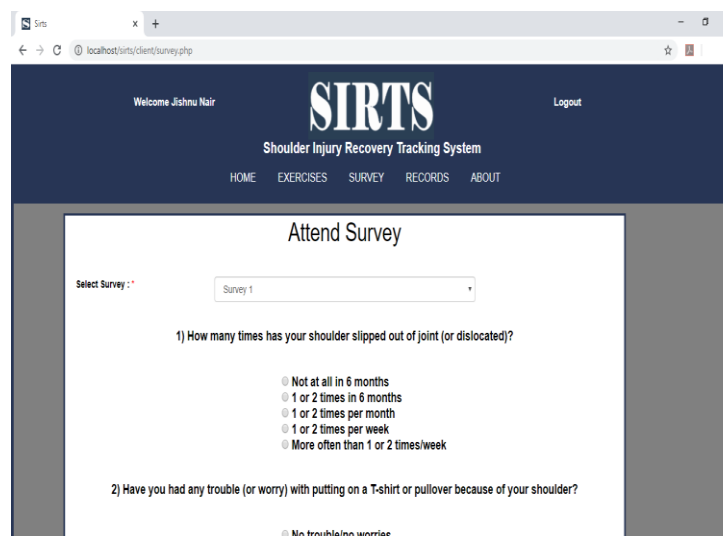 Sirts
localhost/sirts/client/survey.php
Welcome Jishnu Nair
SIRTS
Logout
Shoulder Injury Recovery Tracking System
HOME EXERCISES SURVEY RECORDS ABOUT
Attend Survey
Select Survey : *
Survey 1
1) How many times has your shoulder slipped out of joint (or dislocated)?
Not at all in 6 months
1 or 2 times in 6 months
1 or 2 times per month
1 or 2 times per week
More often than 1 or 2 times/week
2) Have you had any trouble (or worry) with putting on a T-shirt or pullover because of your shoulder?
No trouble/no worries